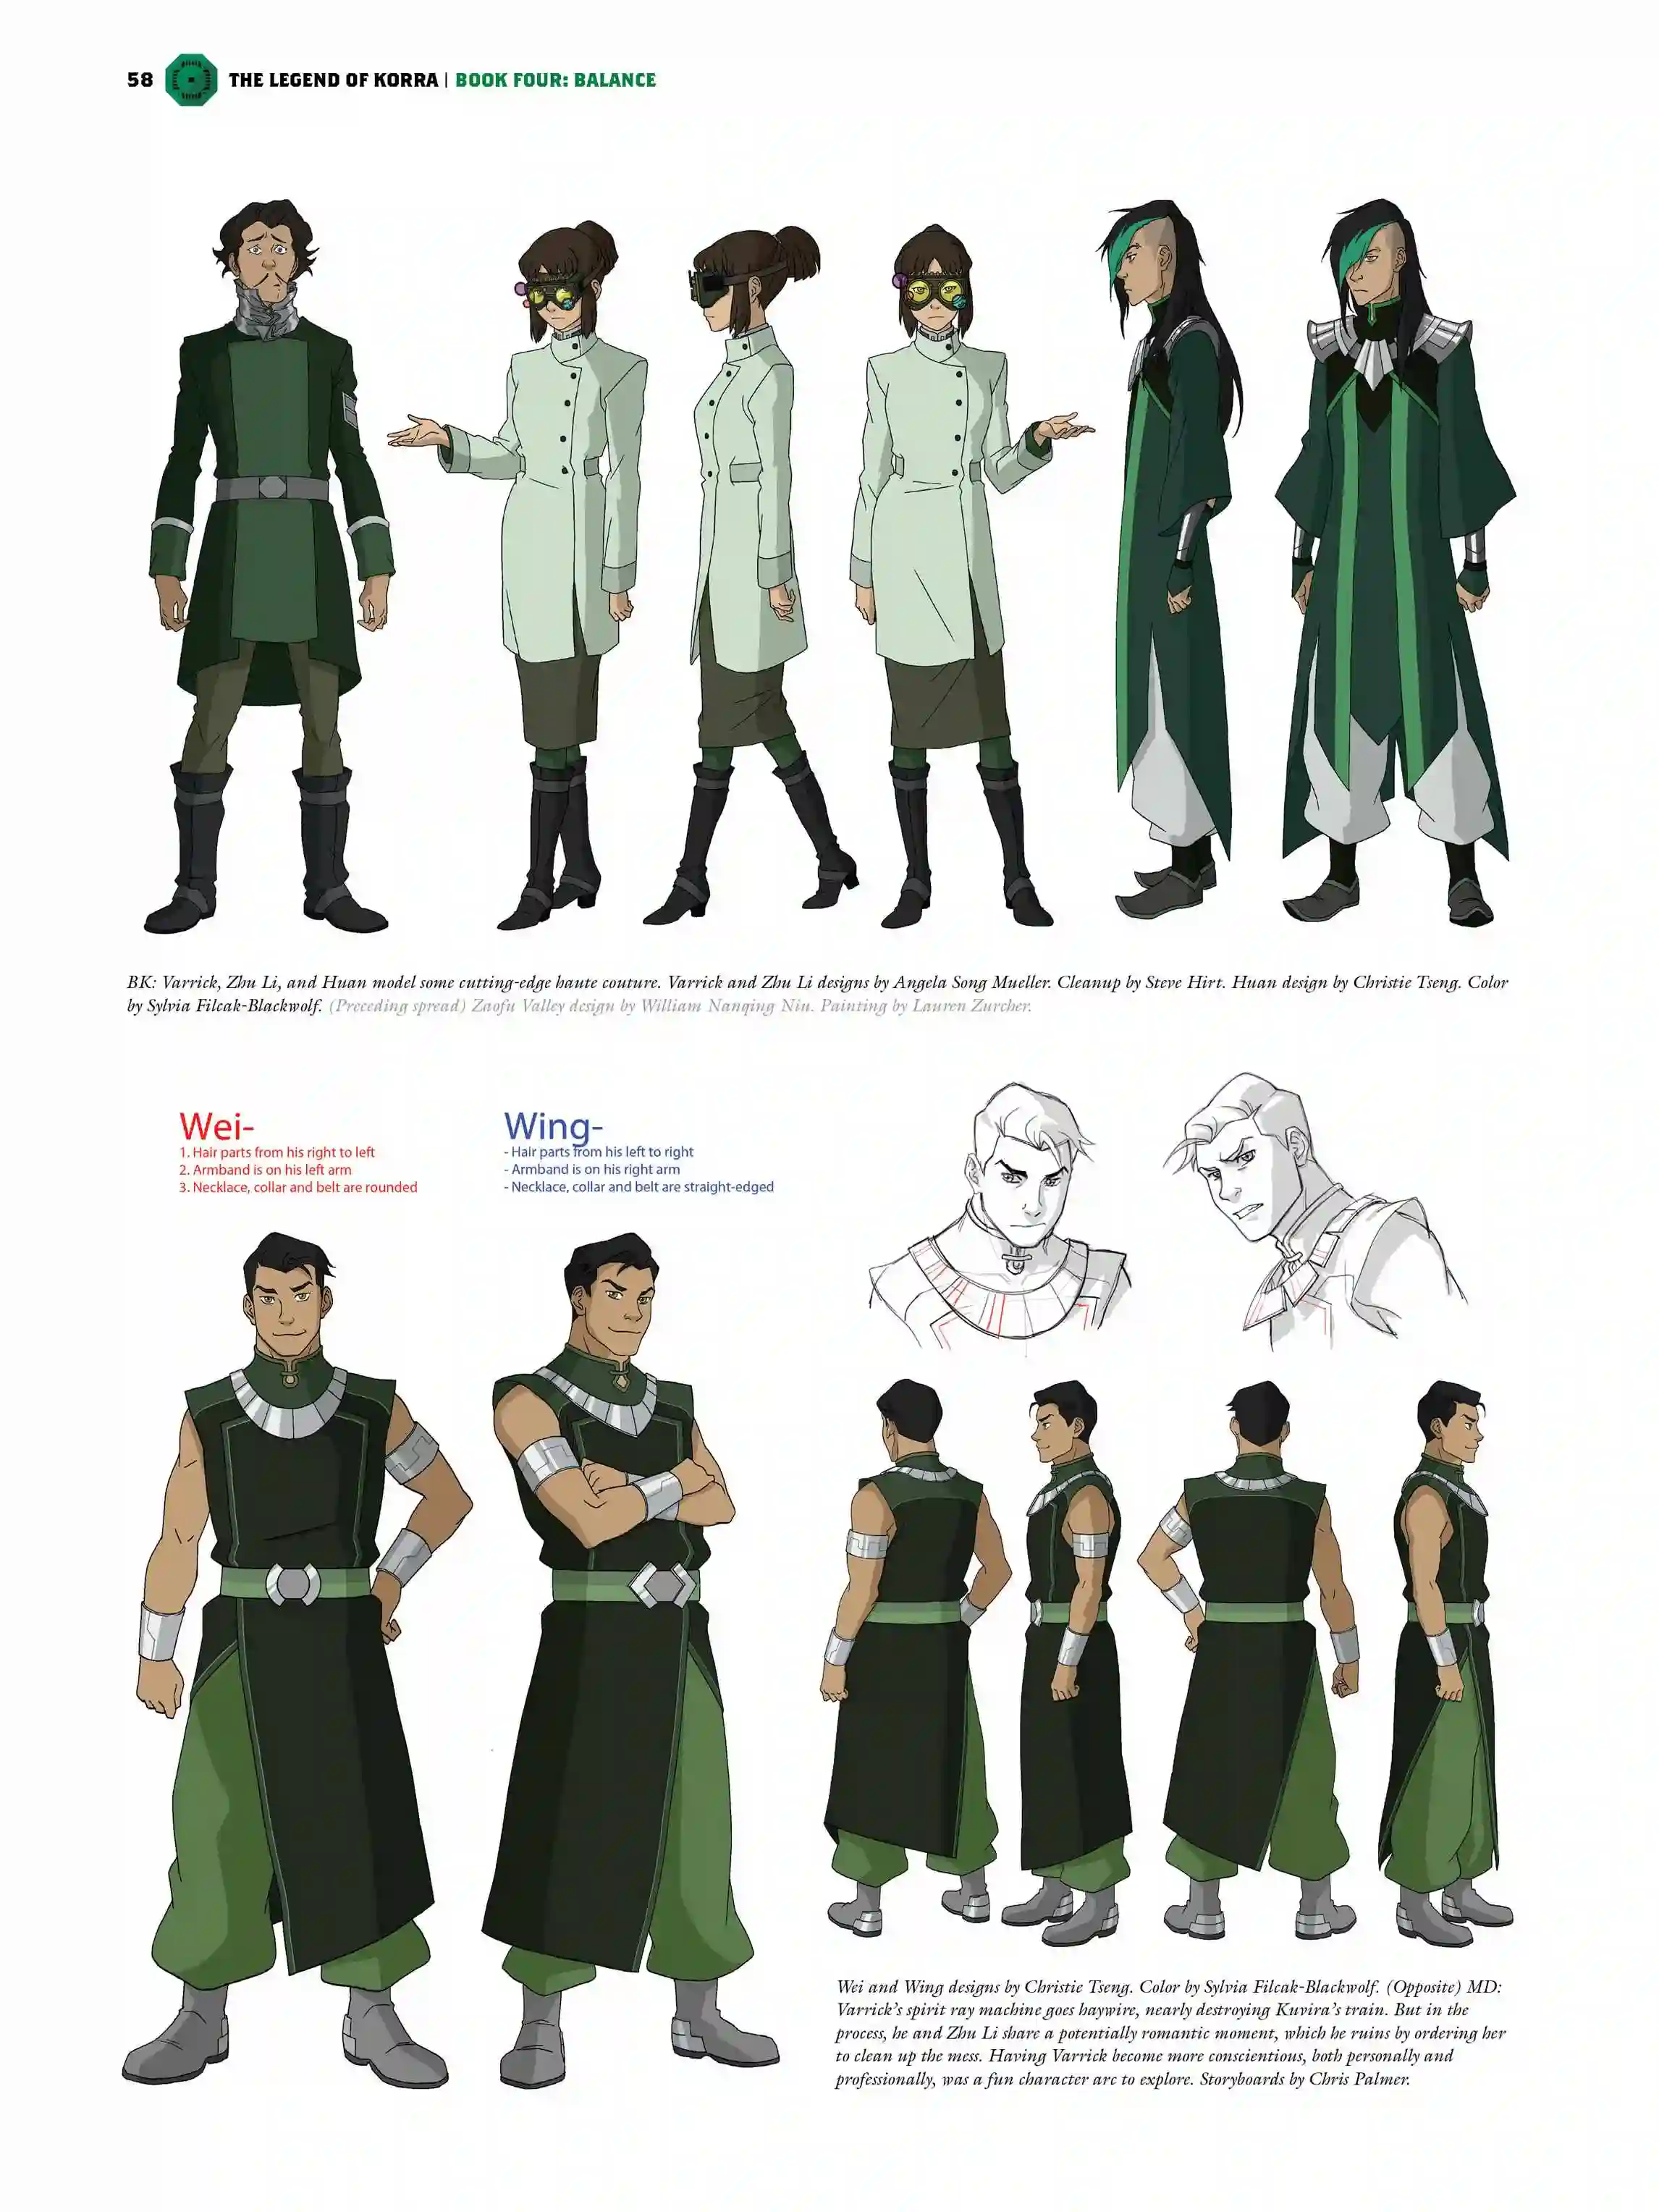 58 THE LEGEND OF KORRA | BOOK FOUR: BALANCE
BK: Varrick, Zhu Li, and Huan model some cutting-edge haute couture. Varrick and Zhu Li designs by Angela Song Mueller. Cleanup by Steve Hirt. Huan design by Christie Tseng. Color
by Sylvia Filcak-Blackwolf. (Preceding spread) Zaofu Valley design by William Nanqing Niu. Painting by Lauren Zurcher.
Wei-
1. Hair parts from his right to left
2. Armband is on his left arm
3. Necklace, collar and belt are rounded
Wing-
- Hair parts from his left to right
- Armband is on his right arm
- Necklace, collar and belt are straight-edged
Wei and Wing designs by Christie Tseng. Color by Sylvia Filcak-Blackwolf. (Opposite) MD:
Varrick's spirit ray machine goes haywire, nearly destroying Kuvira's train. But in the
process, he and Zhu Li share a potentially romantic moment, which he ruins by ordering her
to clean up the mess. Having Varrick become more conscientious, both personally and
professionally, was a fun character arc to explore. Storyboards by Chris Palmer.